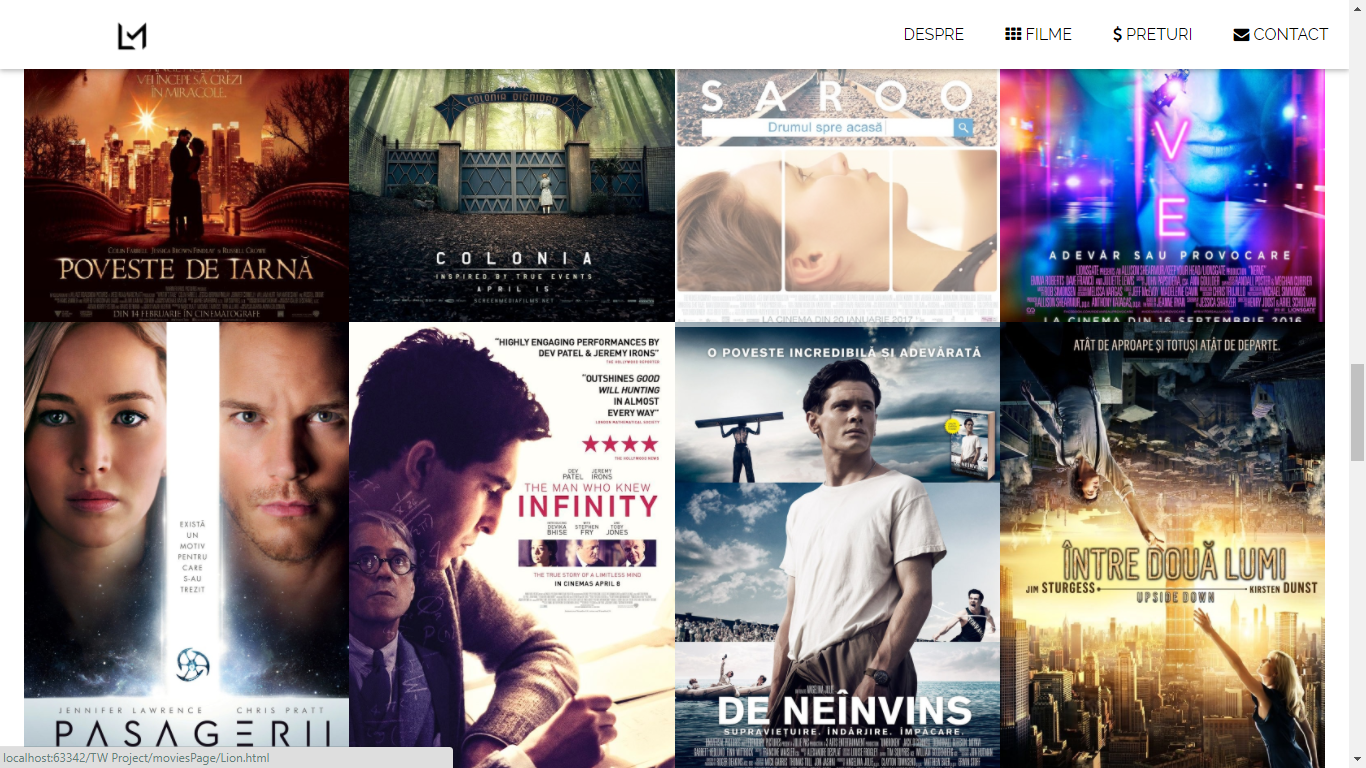 LM
DESPRE
FILME
$ PRETURI
CONTACT
VEI ÎNCEPE SĂ CREZI
ÎN MIRACOLE.
COLIN FARRELL, JESSICA BROWN FINDLAY & RUSSELL CROWE
POVESTE DE IARNĂ
DIN 14 FEBRUARIE ÎN CINEMATOGRAFE
COLONIA DIGNIDAD
COLONIA
INSPIRED BY TRUE EVENTS
APRIL 15
SCREENMEDIAFILMS.NET
SAROO
Drumul spre acasă
LA CINEMA DIN 20 IANUARIE 2017
VE
ADEVĂR SAU PROVOCARE
LA CINEMA DIN 16 SEPTEMBRIE 2016
EXISTĂ
UN
MOTIV
PENTRU
CARE
S-AU
TREZIT
JENNIFER LAWRENCE CHRIS PRATT
PASAGERII
"HIGHLY ENGAGING PERFORMANCES BY
DEV PATEL & JEREMY IRONS"
THE HOLLYWOOD REPORTER
"OUTSHINES GOOD
WILL HUNTING
IN ALMOST
EVERY WAY"
LONDON MATHEMATICAL SOCIETY
THE HOLLYWOOD NEWS
DEV PATEL JEREMY IRONS
THE MAN WHO KNEW
INFINITY
DEVIKA BHISE STEPHEN FRY TOBY JONES
THE TRUE STORY OF A LIMITLESS MIND
IN CINEMAS APRIL 8
O POVESTE INCREDIBILĂ ȘI ADEVĂRATĂ
DE NEÎNVINS
ANGELINA JOLIE
DE NEÎNVINS
SUPRAVIEȚUIRE. ÎNDÂRJIRE. ÎMPĂCARE.
ATÂT DE APROAPE ȘI TOTUȘI ATÂT DE DEPARTE.
ÎNTRE DOUĂ LUMI
JIM STURGESS UPSIDE DOWN KIRSTEN DUNST
localhost:63342/TW Project/moviesPage/Lion.html